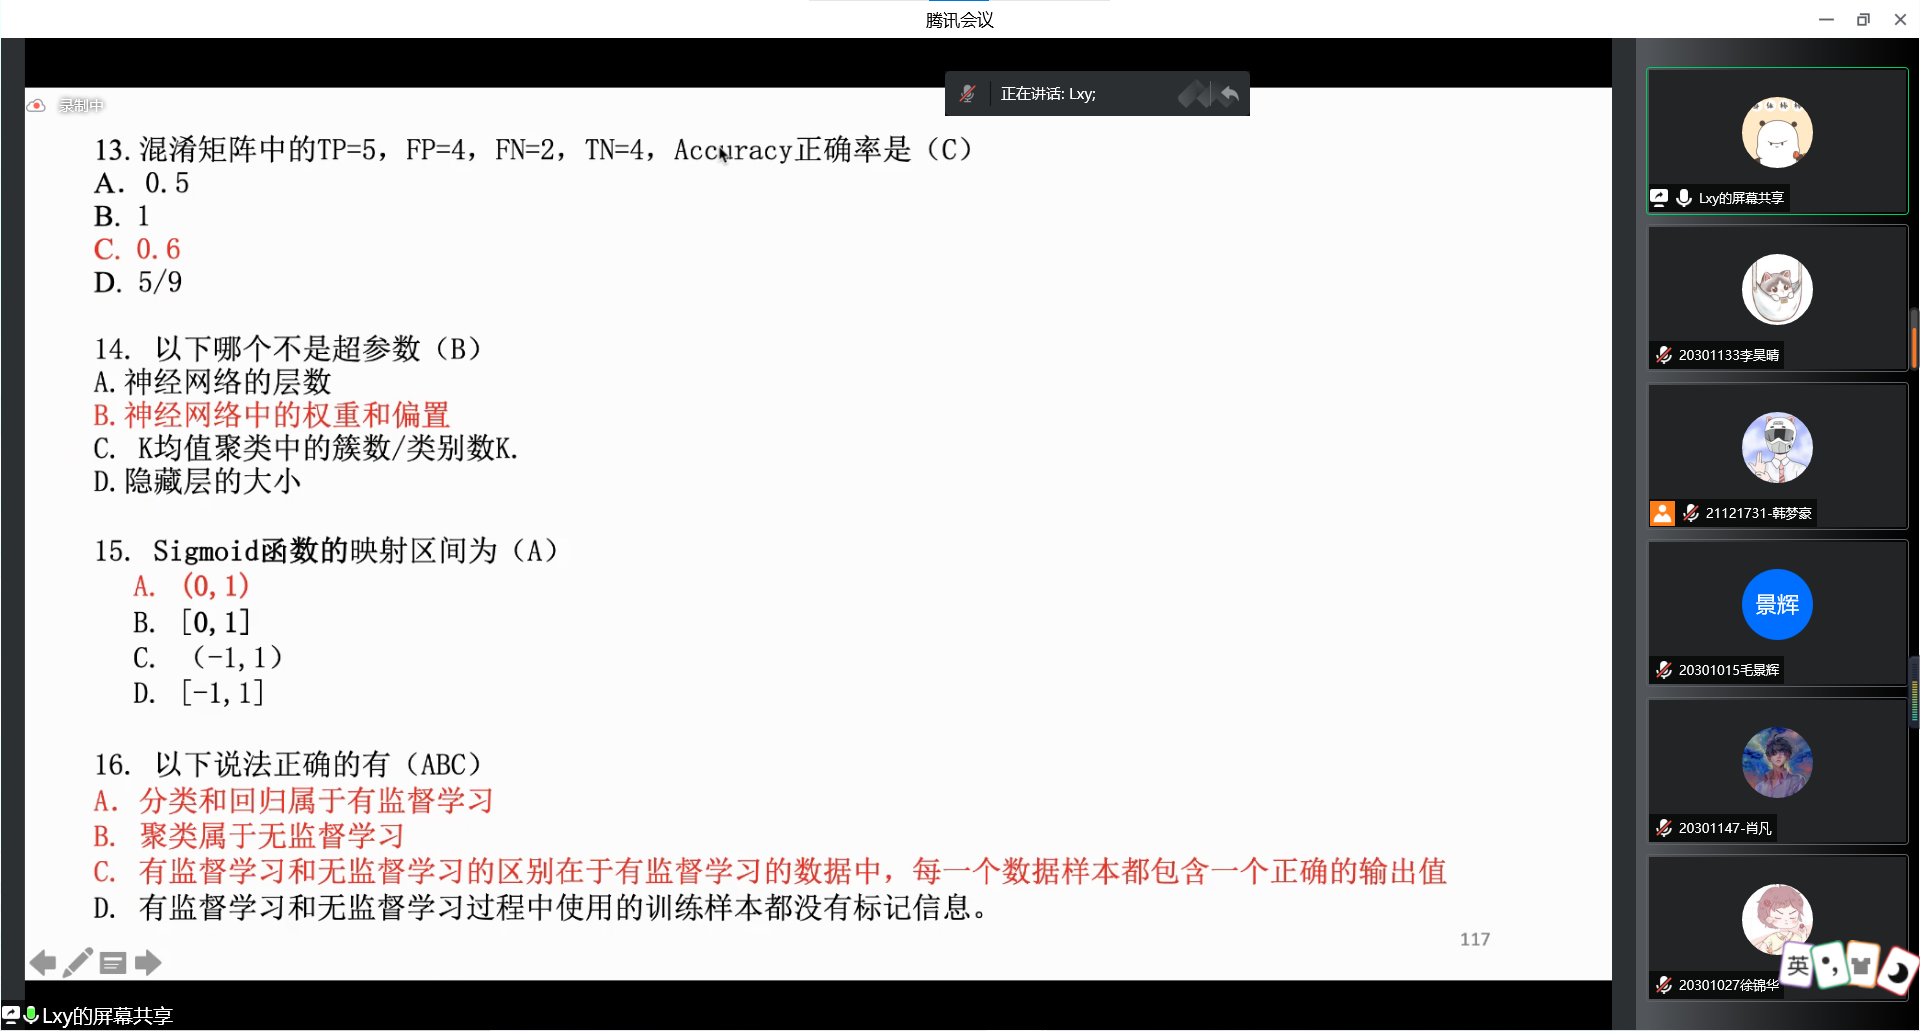 腾讯会议
录制中
正在讲话: Lxy;
13. 混淆矩阵中的TP=5，FP=4，FN=2，TN=4，Accuracy正确率是（C）
A. 0.5
B. 1
C. 0.6
D. 5/9
14. 以下哪个不是超参数（B）
A. 神经网络的层数
B. 神经网络中的权重和偏置
C. K均值聚类中的簇数/类别数K.
D. 隐藏层的大小
15. Sigmoid函数的映射区间为（A）
A. (0,1)
B. [0,1]
C. （-1,1）
D. [-1,1]
16. 以下说法正确的有（ABC）
A. 分类和回归属于有监督学习
B. 聚类属于无监督学习
C. 有监督学习和无监督学习的区别在于有监督学习的数据中，每一个数据样本都包含一个正确的输出值
D. 有监督学习和无监督学习过程中使用的训练样本都没有标记信息。
117
Lxy的屏幕共享
Lxy的屏幕共享
20301133李昊晴
21121731-韩梦豪
景辉
20301015毛景辉
20301147-肖凡
20301027徐锦华
英